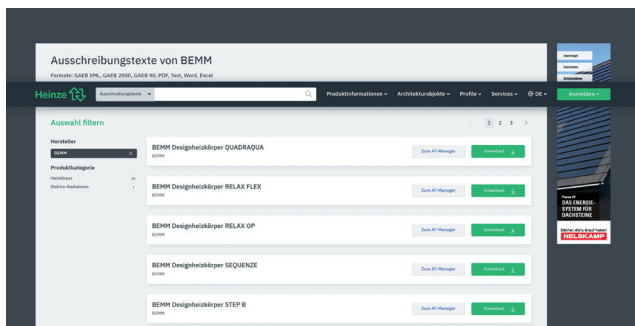 Ausschreibungstexte von BEMM
Formate: GAEB XML, GAEB 2000, GAEB 90, PDF, Text, Word, Excel
Heinze
Ausschreibungstexte
Produktinformationen
Architekturobjekte
Profile
Services
DE
Anmelden
Auswahl filtern
1 2 3
Hersteller
BEMM
Produktkategorie
Heizkörper
Elektro-Radiatoren
BEMM Designheizkörper QUADRAQUA
BEMM
Zum AT-Manager
Download
BEMM Designheizkörper RELAX FLEX
BEMM
Zum AT-Manager
Download
BEMM Designheizkörper RELAX OP
BEMM
Zum AT-Manager
Download
BEMM Designheizkörper SEQUENZE
BEMM
Zum AT-Manager
Download
BEMM Designheizkörper STEP B
BEMM
Zum AT-Manager
Download
DAS ENERGIE-
SYSTEM FÜR
DACHSTEINE
Dächer, die's drauf haben
NELSKAMP